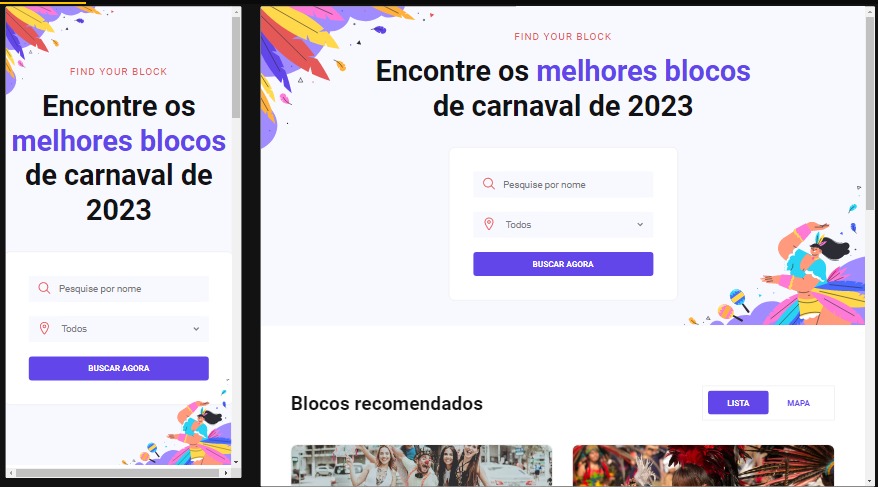 FIND YOUR BLOCK
Encontre os
melhores blocos
de carnaval de
2023
Pesquise por nome
Todos
BUSCAR AGORA
FIND YOUR BLOCK
Encontre os melhores blocos
de carnaval de 2023
Pesquise por nome
Todos
BUSCAR AGORA
Blocos recomendados
LISTA
MAPA